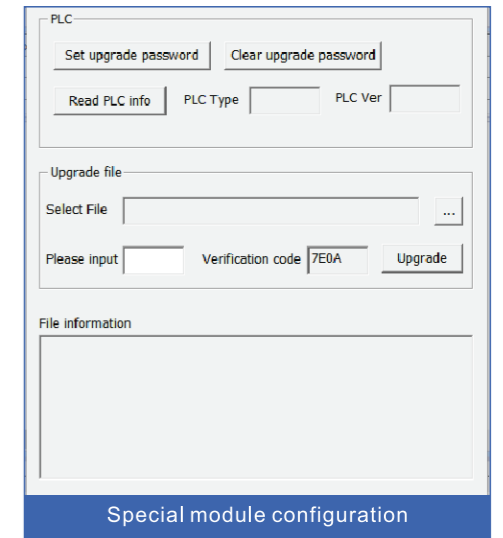 PLC
Set upgrade password Clear upgrade password
Read PLC info PLC Type PLC Ver
Upgrade file
Select File ...
Please input Verification code 7E0A Upgrade
File information
Special module configuration